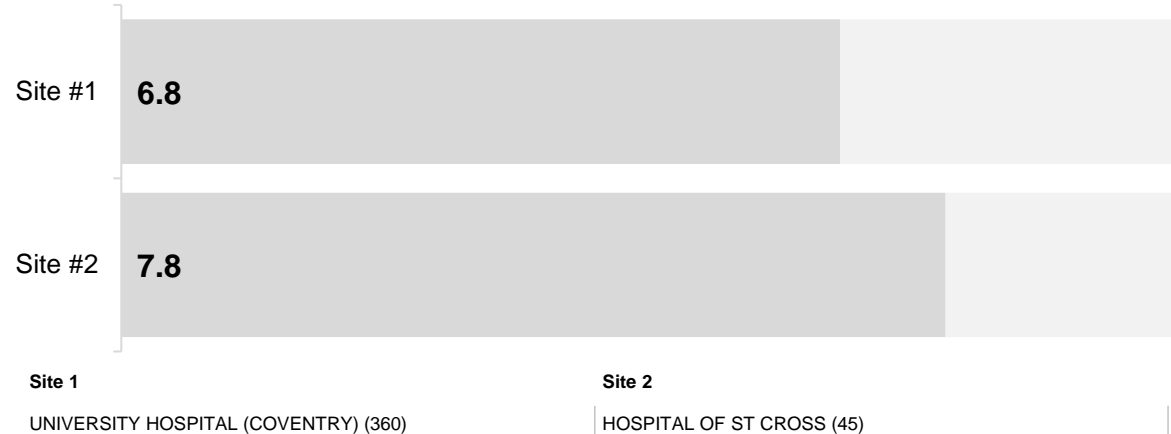 Site #1 6.8
Site #2 7.8
Site 1 Site 2
UNIVERSITY HOSPITAL (COVENTRY) (360) HOSPITAL OF ST CROSS (45)